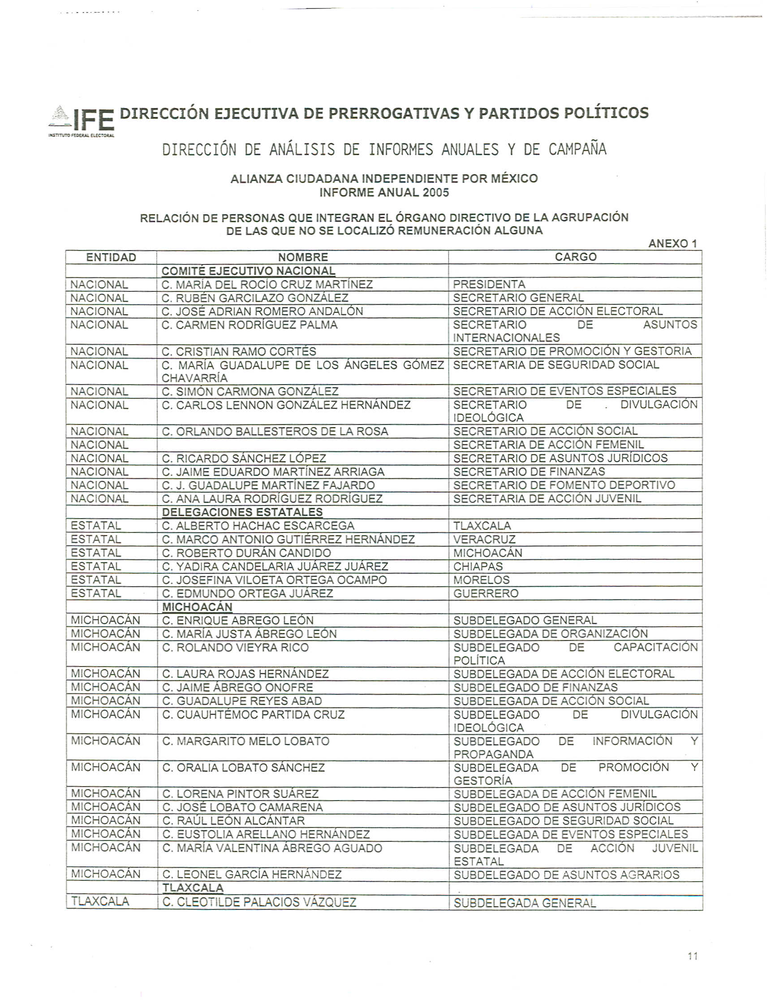 IFE DIRECCIÓN EJECUTIVA DE PRERROGATIVAS Y PARTIDOS POLÍTICOS
INSTITUTO FEDERAL ELECTORAL
DIRECCIÓN DE ANÁLISIS DE INFORMES ANUALES Y DE CAMPAÑA
ALIANZA CIUDADANA INDEPENDIENTE POR MÉXICO
INFORME ANUAL 2005
RELACIÓN DE PERSONAS QUE INTEGRAN EL ÓRGANO DIRECTIVO DE LA AGRUPACIÓN
DE LAS QUE NO SE LOCALIZÓ REMUNERACIÓN ALGUNA
ANEXO 1
ENTIDAD NOMBRE CARGO
COMITÉ EJECUTIVO NACIONAL
NACIONAL C. MARÍA DEL ROCÍO CRUZ MARTÍNEZ PRESIDENTA
NACIONAL C. RUBÉN GARCILAZO GONZÁLEZ SECRETARIO GENERAL
NACIONAL C. JOSÉ ADRIAN ROMERO ANDALÓN SECRETARIO DE ACCIÓN ELECTORAL
NACIONAL C. CARMEN RODRÍGUEZ PALMA SECRETARIO DE ASUNTOS
INTERNACIONALES
NACIONAL C. CRISTIAN RAMO CORTÉS SECRETARIO DE PROMOCIÓN Y GESTORIA
NACIONAL C. MARÍA GUADALUPE DE LOS ÁNGELES GÓMEZ SECRETARIA DE SEGURIDAD SOCIAL
CHAVARRÍA
NACIONAL C. SIMÓN CARMONA GONZÁLEZ SECRETARIO DE EVENTOS ESPECIALES
NACIONAL C. CARLOS LENNON GONZÁLEZ HERNÁNDEZ SECRETARIO DE DIVULGACIÓN
IDEOLÓGICA
NACIONAL C. ORLANDO BALLESTEROS DE LA ROSA SECRETARIO DE ACCIÓN SOCIAL
NACIONAL SECRETARIA DE ACCIÓN FEMENIL
NACIONAL C. RICARDO SÁNCHEZ LÓPEZ SECRETARIO DE ASUNTOS JURÍDICOS
NACIONAL C. JAIME EDUARDO MARTÍNEZ ARRIAGA SECRETARIO DE FINANZAS
NACIONAL C. J. GUADALUPE MARTÍNEZ FAJARDO SECRETARIO DE FOMENTO DEPORTIVO
NACIONAL C. ANA LAURA RODRÍGUEZ RODRÍGUEZ SECRETARIA DE ACCIÓN JUVENIL
DELEGACIONES ESTATALES
ESTATAL C. ALBERTO HACHAC ESCARCEGA TLAXCALA
ESTATAL C. MARCO ANTONIO GUTIÉRREZ HERNÁNDEZ VERACRUZ
ESTATAL C. ROBERTO DURÁN CANDIDO MICHOACÁN
ESTATAL C. YADIRA CANDELARIA JUÁREZ JUÁREZ CHIAPAS
ESTATAL C. JOSEFINA VILOETA ORTEGA OCAMPO MORELOS
ESTATAL C. EDMUNDO ORTEGA JUÁREZ GUERRERO
MICHOACÁN
MICHOACÁN C. ENRIQUE ABREGO LEÓN SUBDELEGADO GENERAL
MICHOACÁN C. MARÍA JUSTA ÁBREGO LEÓN SUBDELEGADA DE ORGANIZACIÓN
MICHOACÁN C. ROLANDO VIEYRA RICO SUBDELEGADO DE CAPACITACIÓN
POLÍTICA
MICHOACÁN C. LAURA ROJAS HERNÁNDEZ SUBDELEGADA DE ACCIÓN ELECTORAL
MICHOACÁN C. JAIME ÁBREGO ONOFRE SUBDELEGADO DE FINANZAS
MICHOACÁN C. GUADALUPE REYES ABAD SUBDELEGADA DE ACCIÓN SOCIAL
MICHOACÁN C. CUAUHTÉMOC PARTIDA CRUZ SUBDELEGADO DE DIVULGACIÓN
IDEOLÓGICA
MICHOACÁN C. MARGARITO MELO LOBATO SUBDELEGADO DE INFORMACIÓN Y
PROPAGANDA
MICHOACÁN C. ORALIA LOBATO SÁNCHEZ SUBDELEGADA DE PROMOCIÓN Y
GESTORÍA
MICHOACÁN C. LORENA PINTOR SUÁREZ SUBDELEGADA DE ACCIÓN FEMENIL
MICHOACÁN C. JOSÉ LOBATO CAMARENA SUBDELEGADO DE ASUNTOS JURÍDICOS
MICHOACÁN C. RAÚL LEÓN ALCÁNTAR SUBDELEGADO DE SEGURIDAD SOCIAL
MICHOACÁN C. EUSTOLIA ARELLANO HERNÁNDEZ SUBDELEGADA DE EVENTOS ESPECIALES
MICHOACÁN C. MARÍA VALENTINA ÁBREGO AGUADO SUBDELEGADA DE ACCIÓN JUVENIL
ESTATAL
MICHOACÁN C. LEONEL GARCÍA HERNÁNDEZ SUBDELEGADO DE ASUNTOS AGRARIOS
TLAXCALA
TLAXCALA C. CLEOTILDE PALACIOS VÁZQUEZ SUBDELEGADA GENERAL
11